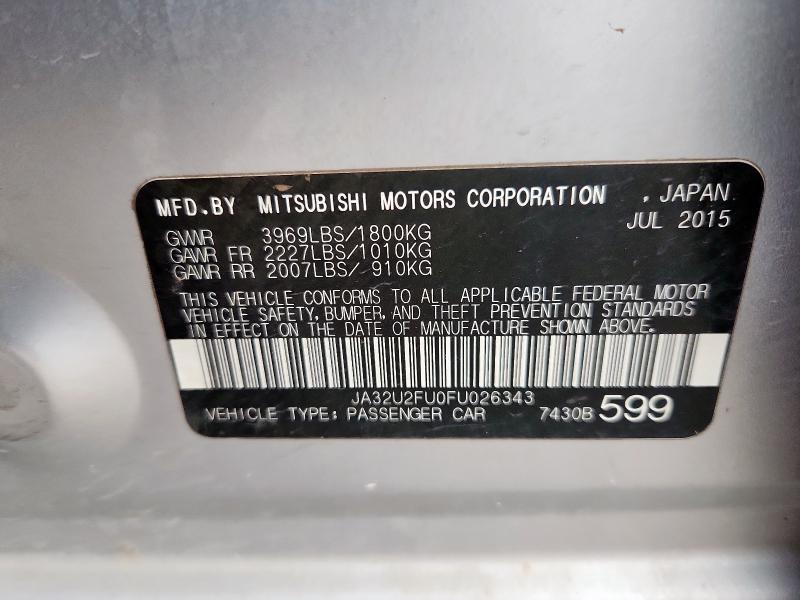 MFD.BY MITSUBISHI MOTORS CORPORATION , JAPAN
JUL 2015
GWWR 3969LBS/1800KG
GAWR FR 2227LBS/1010KG
GAWR RR 2007LBS/ 910KG
THIS VEHICLE CONFORMS TO ALL APPLICABLE FEDERAL MOTOR
VEHICLE SAFETY, BUMPER, AND THEFT PREVENTION STANDARDS
IN EFFECT ON THE DATE OF MANUFACTURE SHOWN ABOVE.
JA32U2FU0FU026343
VEHICLE TYPE: PASSENGER CAR 7430B 599